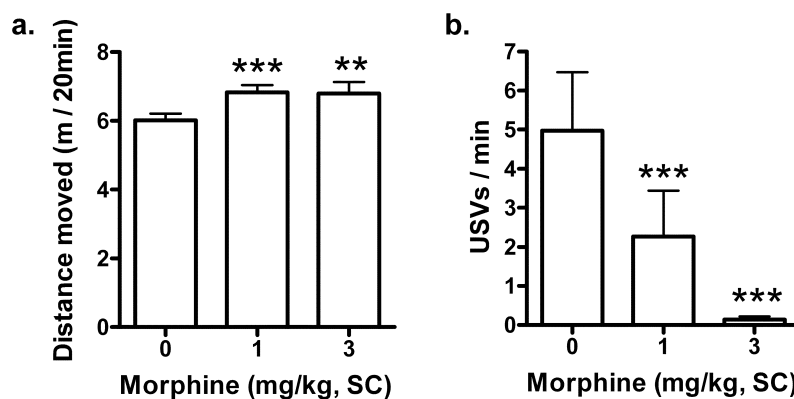 a.
Distance moved (m / 20min)
8
6
4
2
0
***
**
0 1 3
Morphine (mg/kg, SC)
b.
USVs / min
7
6
5
4
3
2
1
0
***
***
0 1 3
Morphine (mg/kg, SC)